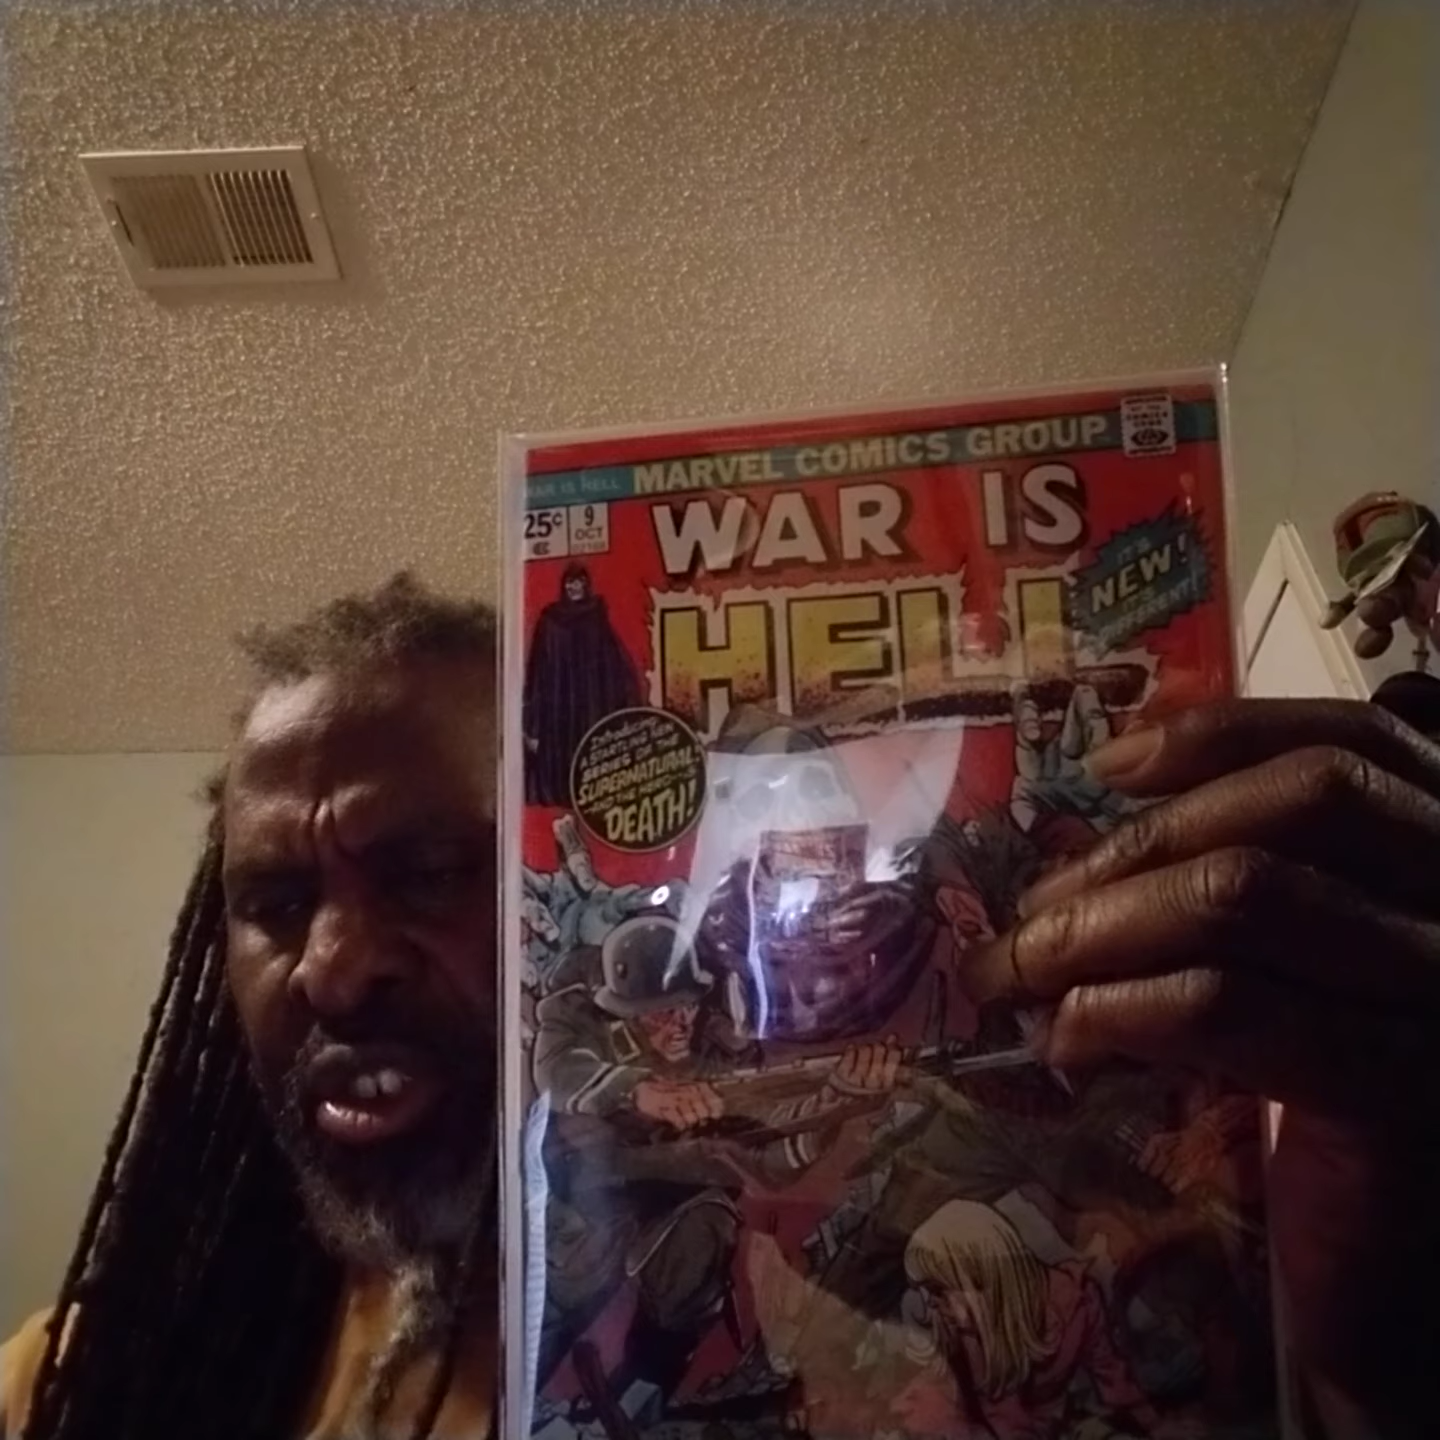 MARVEL COMICS GROUP
WAR IS HELL
25¢
9
OCT
WAR IS
HELL
IT'S
NEW!
IT'S
DIFFERENT!
Introducing
A STARTLING NEW
SERIES OF THE
SUPERNATURAL—
AND THE HERO IS
DEATH!